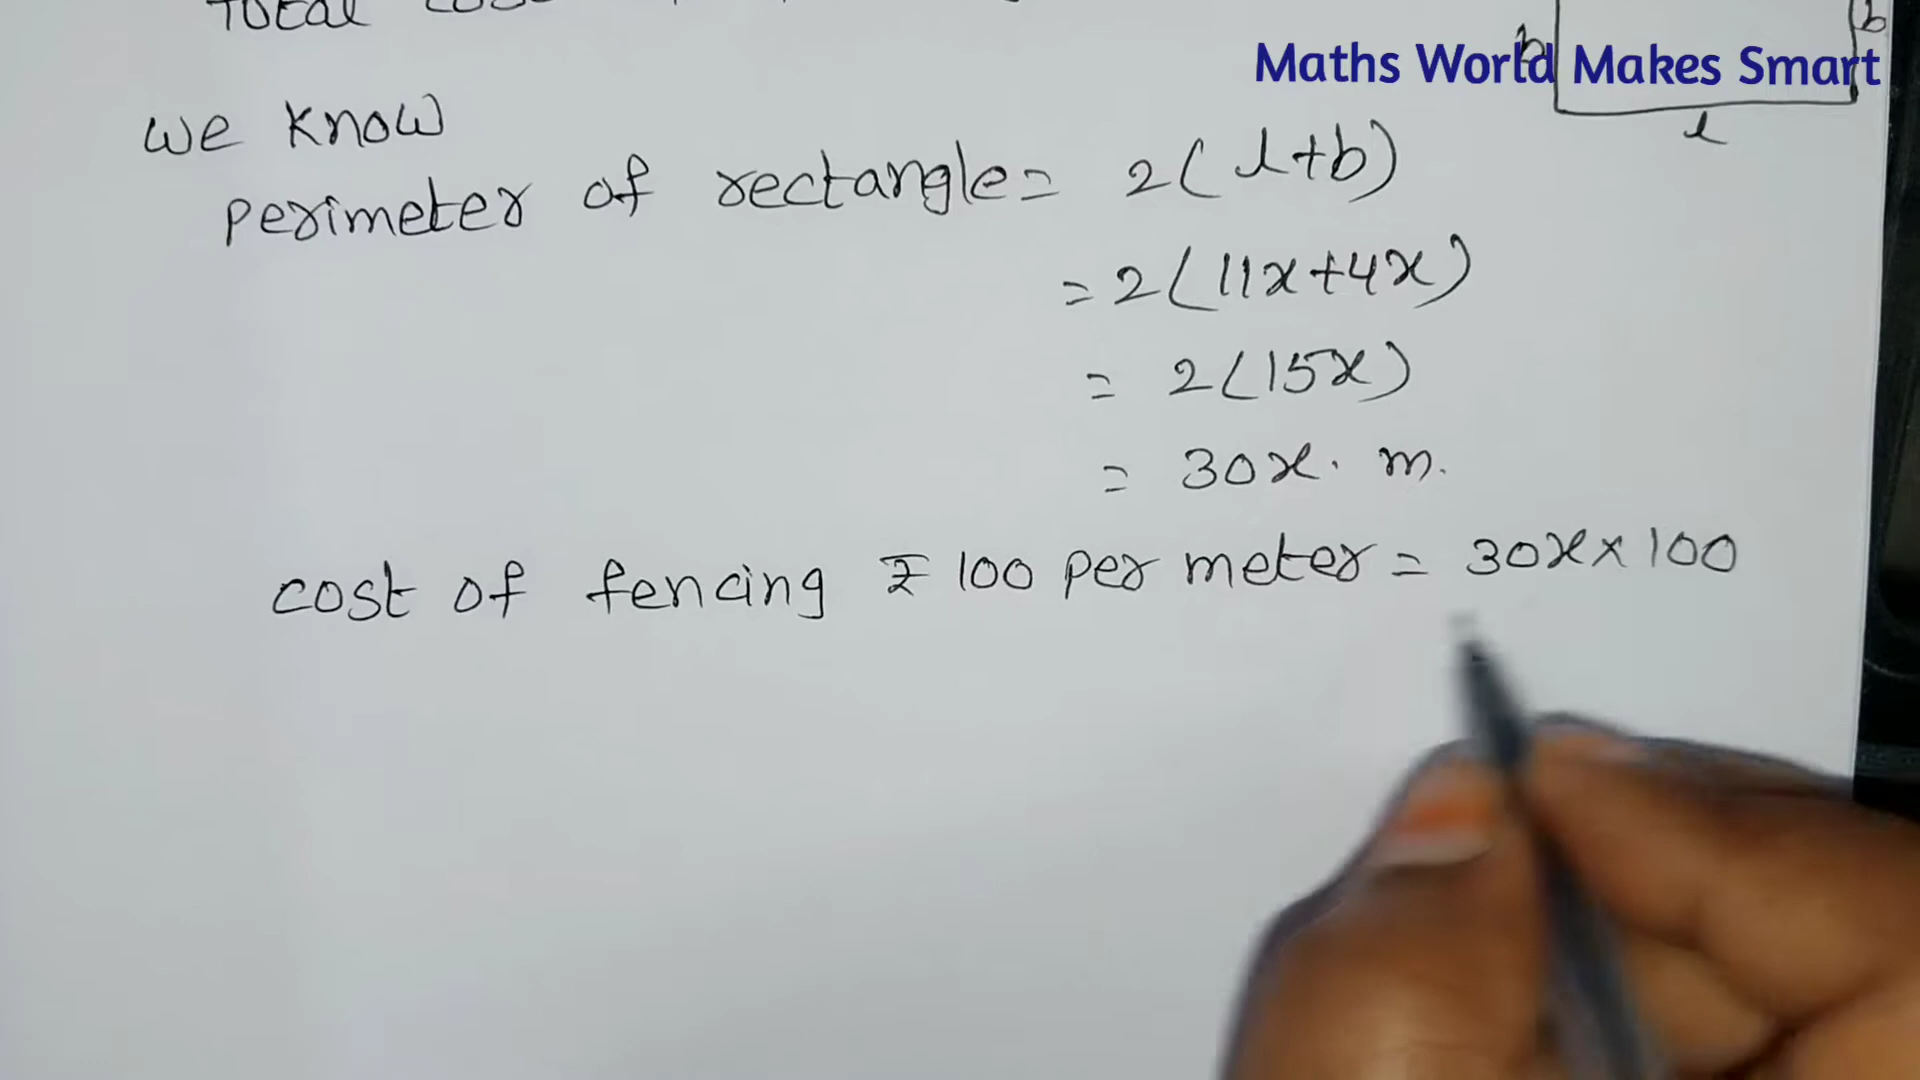 Total
b
Maths World Makes Smart
b
l
we know
perimeter of rectangle = 2(l+b)
= 2(11x+4x)
= 2(15x)
= 30x. m.
cost of fencing ₹ 100 per meter = 30x×100